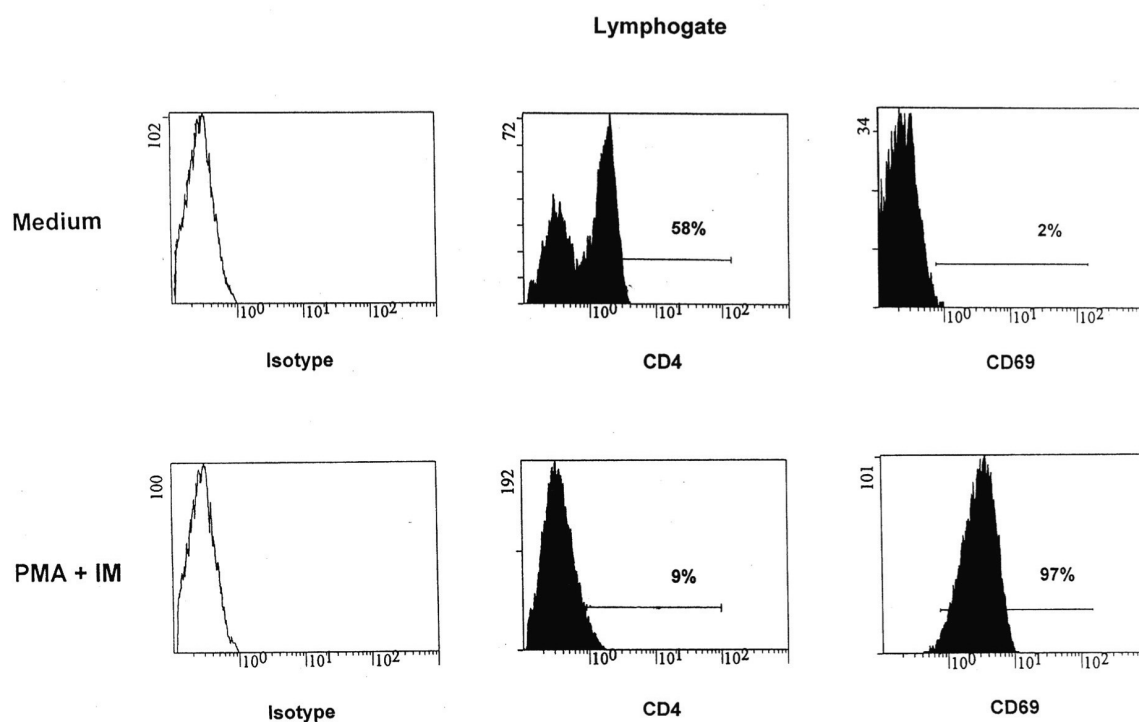 Lymphogate
Medium
102
10⁰ 10¹ 10²
Isotype
72
58%
10⁰ 10¹ 10²
CD4
34
2%
10⁰ 10¹ 10²
CD69
PMA + IM
100
10⁰ 10¹ 10²
Isotype
192
9%
10⁰ 10¹ 10²
CD4
101
97%
10⁰ 10¹ 10²
CD69